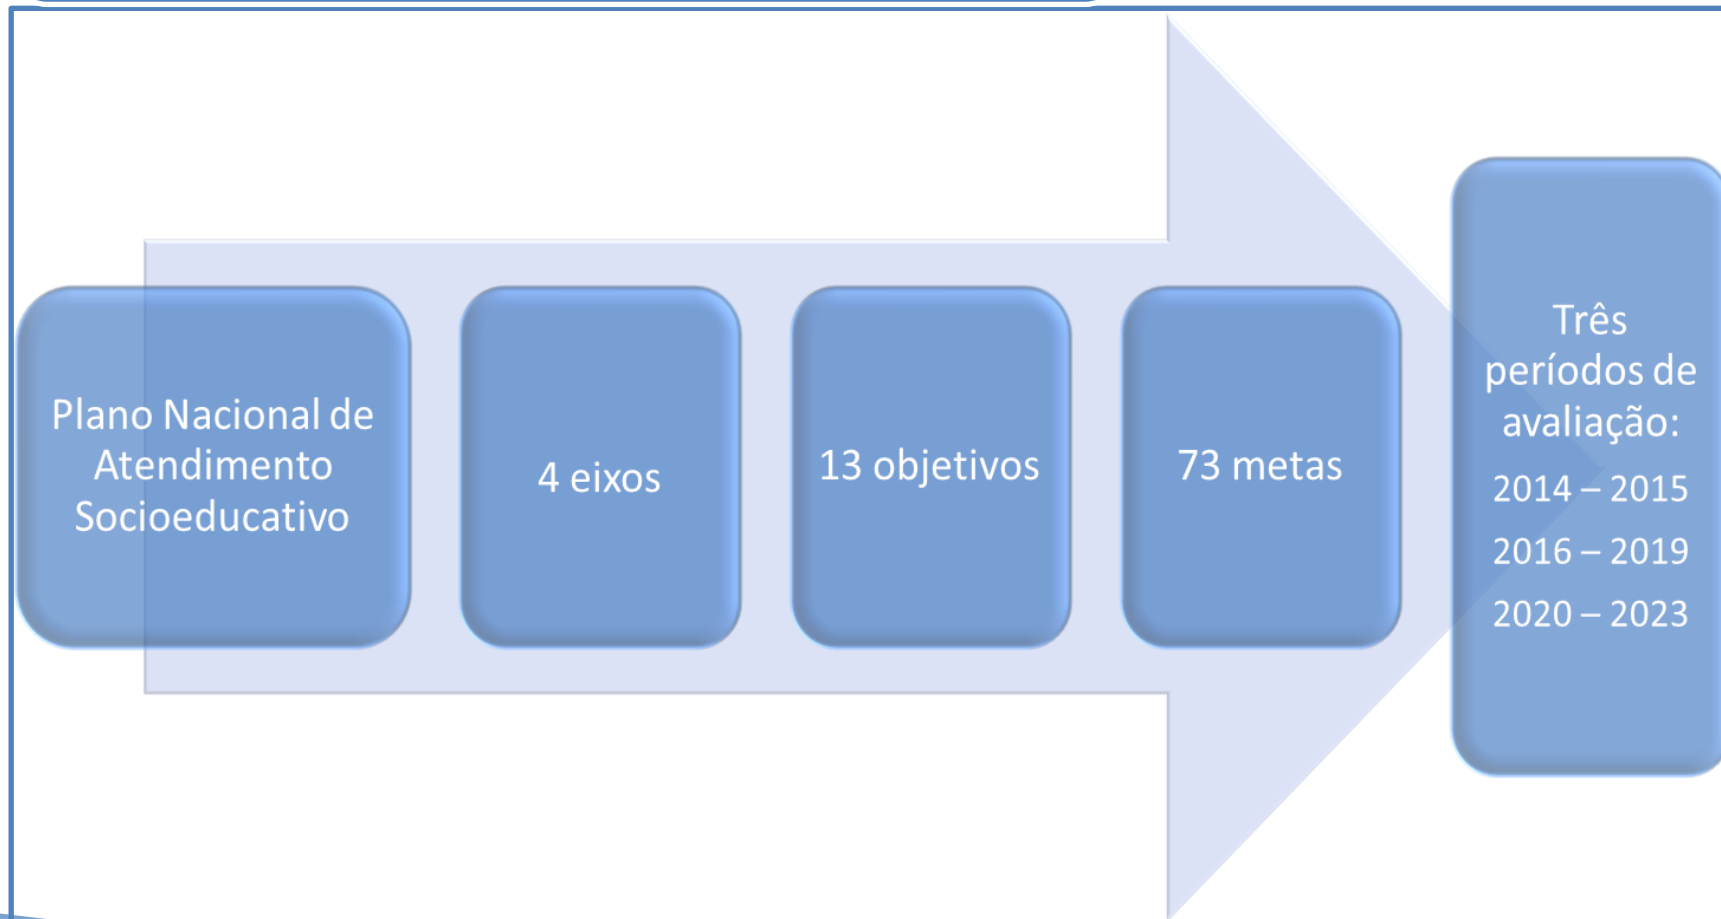 Plano Nacional de
Atendimento
Socioeducativo
4 eixos
13 objetivos
73 metas
Três
períodos de
avaliação:
2014 – 2015
2016 – 2019
2020 – 2023